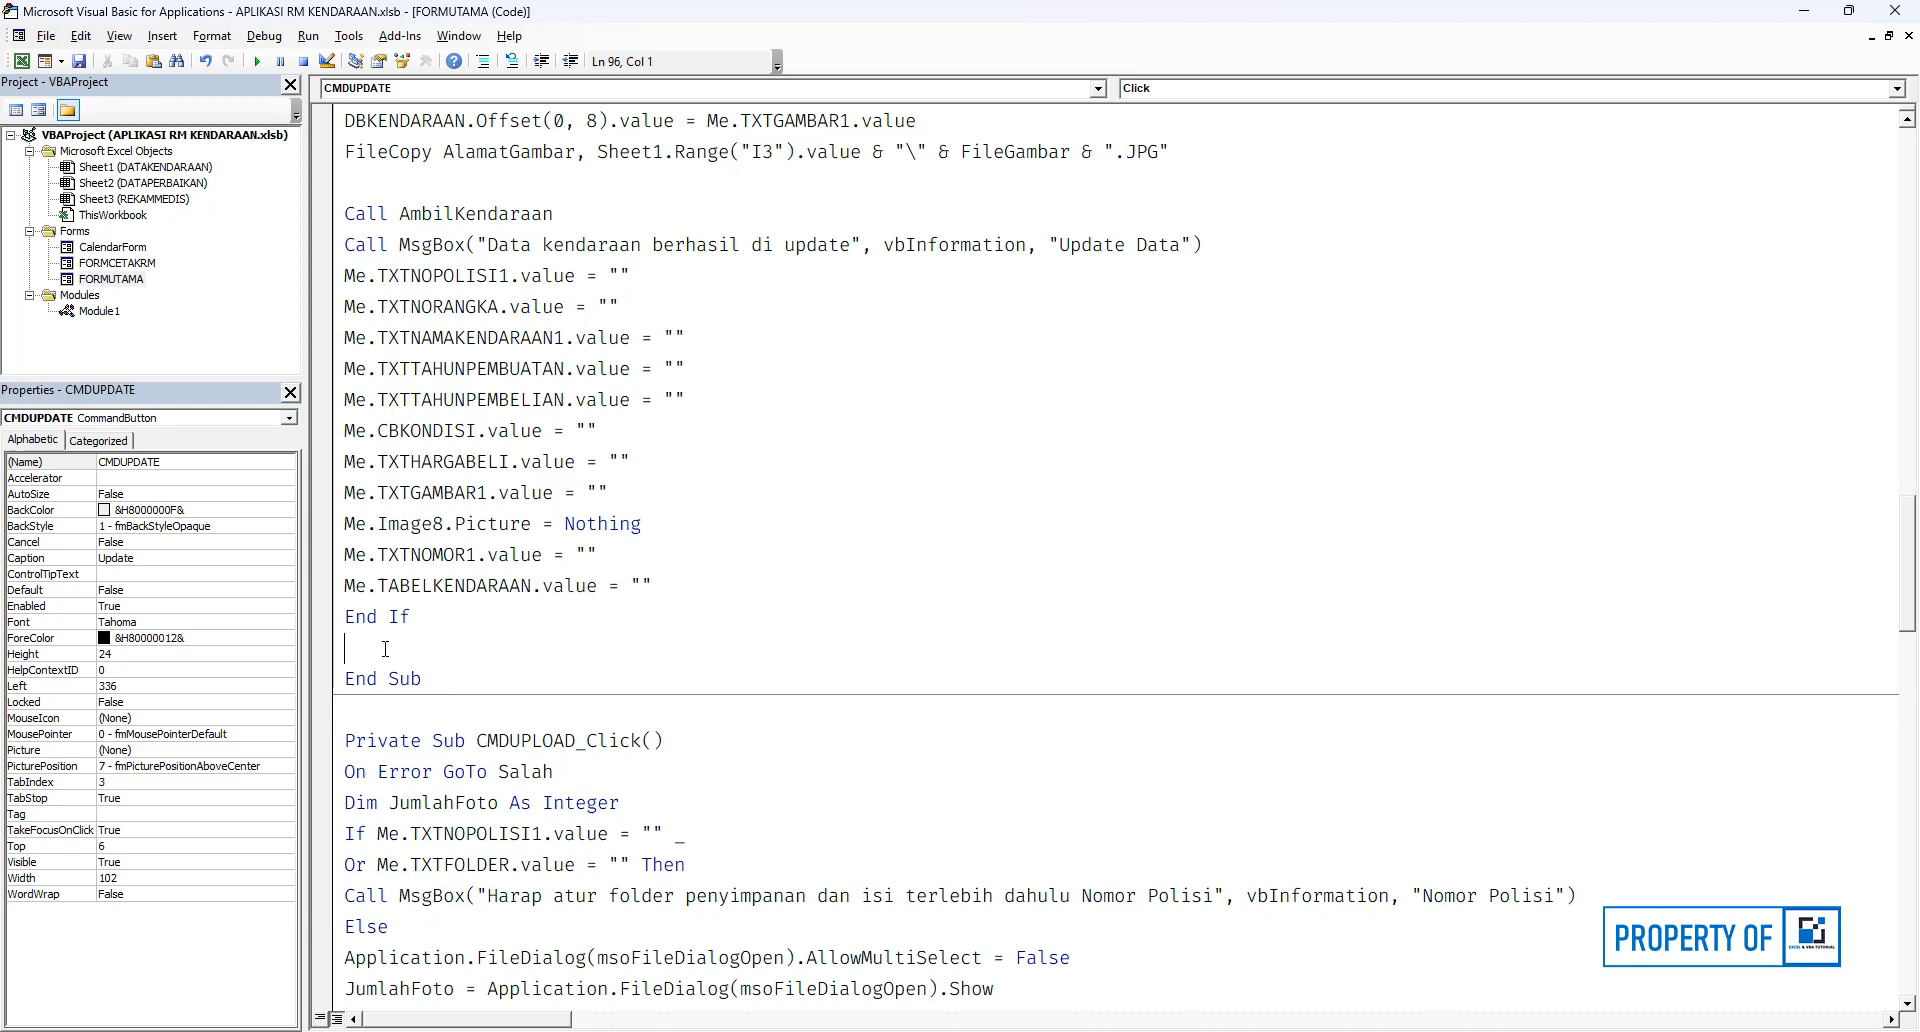 Microsoft Visual Basic for Applications - APLIKASI RM KENDARAAN.xlsb - [FORMUTAMA (Code)]
File Edit View Insert Format Debug Run Tools Add-Ins Window Help
Ln 96, Col 1
Project - VBAProject
VBAProject (APLIKASI RM KENDARAAN.xlsb)
Microsoft Excel Objects
Sheet1 (DATAKENDARAAN)
Sheet2 (DATAPERBAIKAN)
Sheet3 (REKAMMEDIS)
ThisWorkbook
Forms
CalendarForm
FORMCETAKRM
FORMUTAMA
Modules
Module1
Properties - CMDUPDATE
CMDUPDATE CommandButton
Alphabetic Categorized
(Name) CMDUPDATE
Accelerator
AutoSize False
BackColor &H8000000F&
BackStyle 1 - fmBackStyleOpaque
Cancel False
Caption Update
ControlTipText
Default False
Enabled True
Font Tahoma
ForeColor &H80000012&
Height 24
HelpContextID 0
Left 336
Locked False
MouseIcon (None)
MousePointer 0 - fmMousePointerDefault
Picture (None)
PicturePosition 7 - fmPicturePositionAboveCenter
TabIndex 3
TabStop True
Tag
TakeFocusOnClick True
Top 6
Visible True
Width 102
WordWrap False
CMDUPDATE Click
DBKENDARAAN.Offset(0, 8).value = Me.TXTGAMBAR1.value
FileCopy AlamatGambar, Sheet1.Range("I3").value & "\" & FileGambar & ".JPG"
Call AmbilKendaraan
Call MsgBox("Data kendaraan berhasil di update", vbInformation, "Update Data")
Me.TXTNOPOLISI1.value = ""
Me.TXTNORANGKA.value = ""
Me.TXTNAMAKENDARAAN1.value = ""
Me.TXTTAHUNPEMBUATAN.value = ""
Me.TXTTAHUNPEMBELIAN.value = ""
Me.CBKONDISI.value = ""
Me.TXTHARGABELI.value = ""
Me.TXTGAMBAR1.value = ""
Me.Image8.Picture = Nothing
Me.TXTNOMOR1.value = ""
Me.TABELKENDARAAN.value = ""
End If
End Sub
Private Sub CMDUPLOAD_Click()
On Error GoTo Salah
Dim JumlahFoto As Integer
If Me.TXTNOPOLISI1.value = "" _
Or Me.TXTFOLDER.value = "" Then
Call MsgBox("Harap atur folder penyimpanan dan isi terlebih dahulu Nomor Polisi", vbInformation, "Nomor Polisi")
Else
Application.FileDialog(msoFileDialogOpen).AllowMultiSelect = False
JumlahFoto = Application.FileDialog(msoFileDialogOpen).Show
PROPERTY OF
EXCEL & VBA TUTORIAL